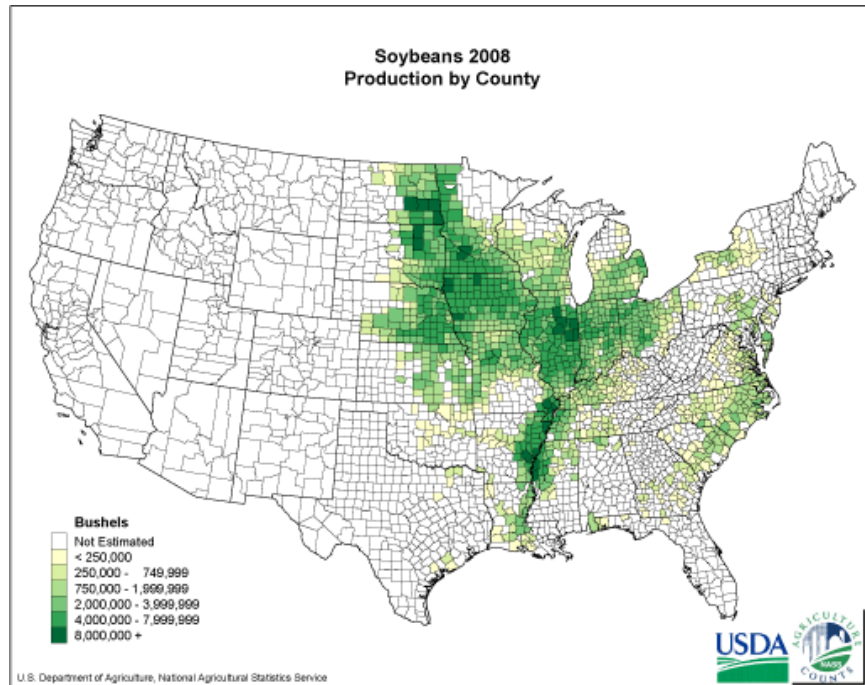 Soybeans 2008
Production by County
Bushels
Not Estimated
< 250,000
250,000 - 749,999
750,000 - 1,999,999
2,000,000 - 3,999,999
4,000,000 - 7,999,999
8,000,000 +
USDA
AGRICULTURE
NASS
COUNTS
U.S. Department of Agriculture, National Agricultural Statistics Service